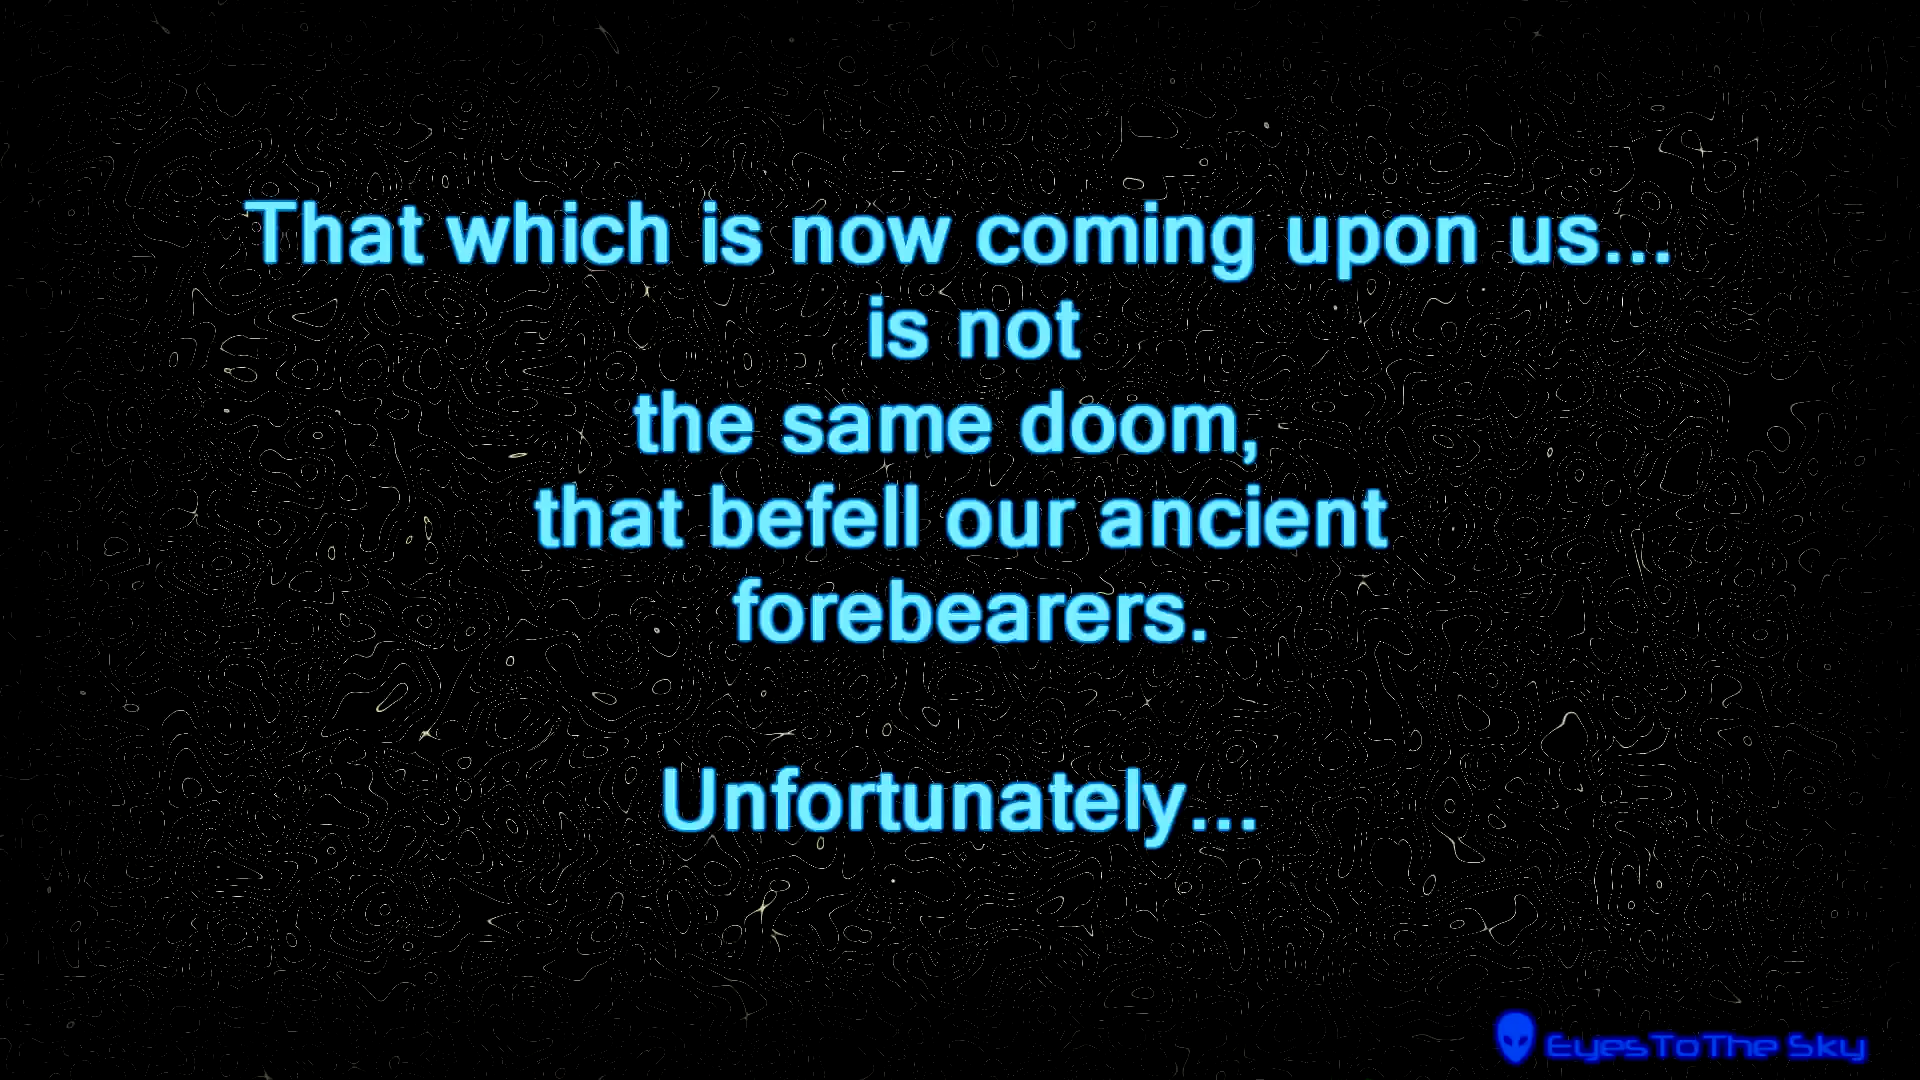 That which is now coming upon us...
is not
the same doom,
that befell our ancient
forebearers.
Unfortunately...
EyesToThe Sky